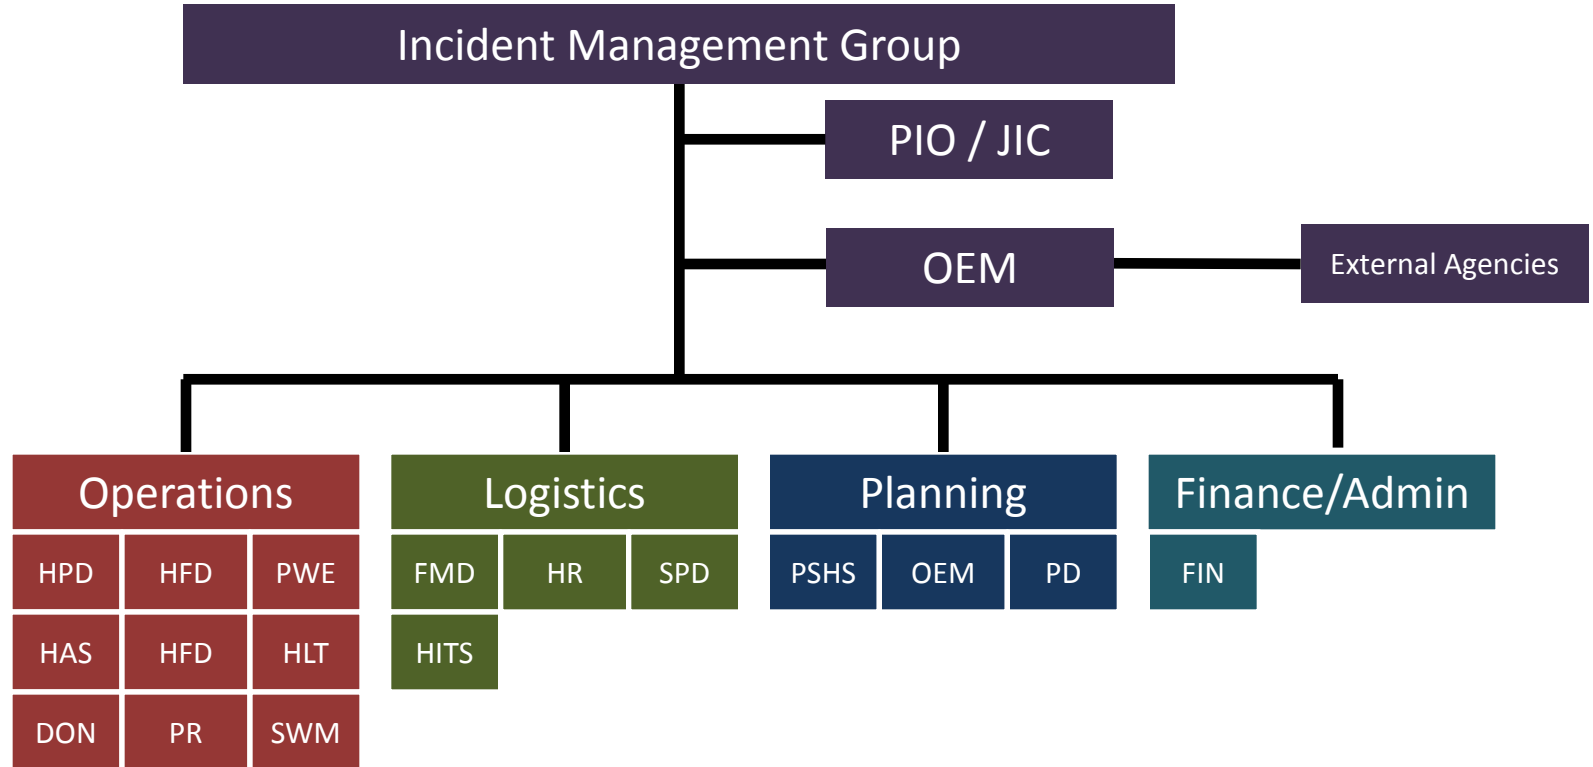 Incident Management Group
PIO / JIC
OEM
External Agencies
Operations
Logistics
Planning
Finance/Admin
HPD HFD PWE
FMD HR SPD
PSHS OEM PD
FIN
HAS HFD HLT
HITS
DON PR SWM